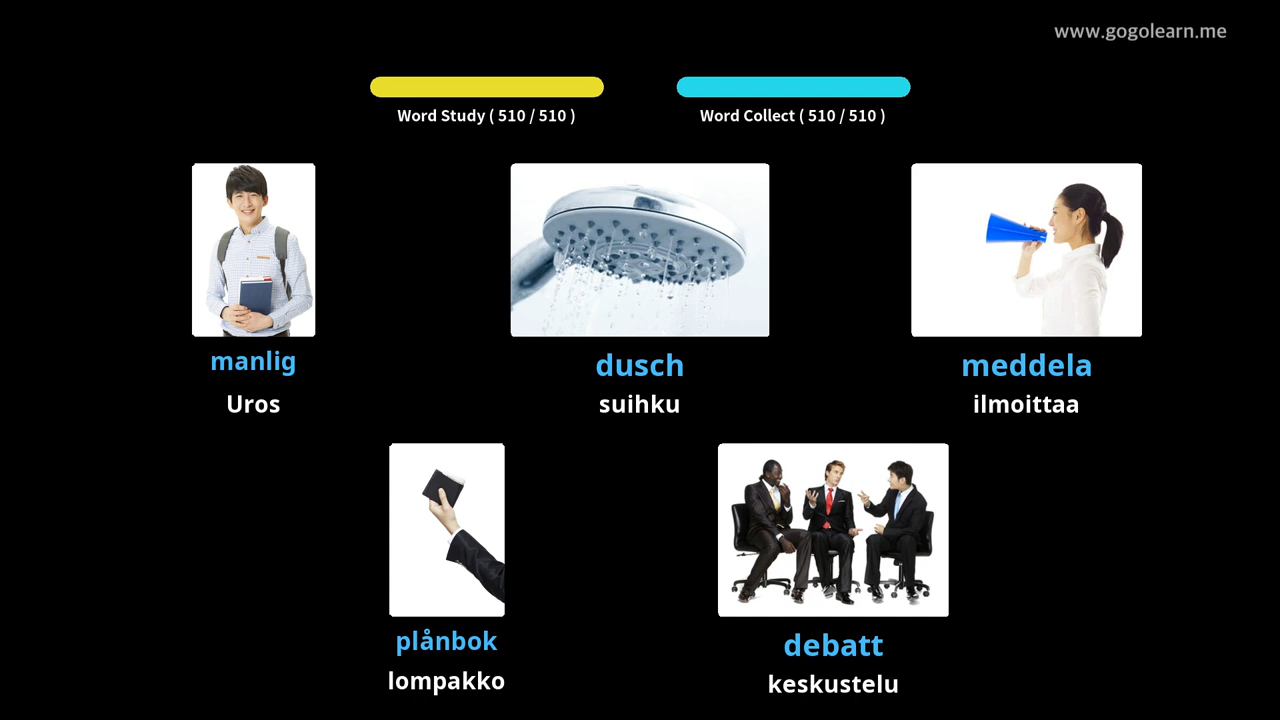 www.gogolearn.me
Word Study ( 510 / 510 )
Word Collect ( 510 / 510 )
manlig
Uros
dusch
suihku
meddela
ilmoittaa
plånbok
lompakko
debatt
keskustelu